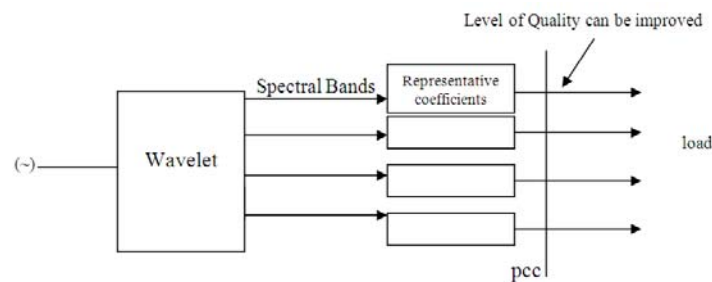 Level of Quality can be improved
Spectral Bands
Representative
coefficients
(~)
Wavelet
load
pcc